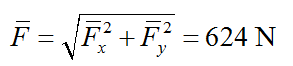 F̅ = √(F̅ₓ² + F̅ᵧ²) = 624 N